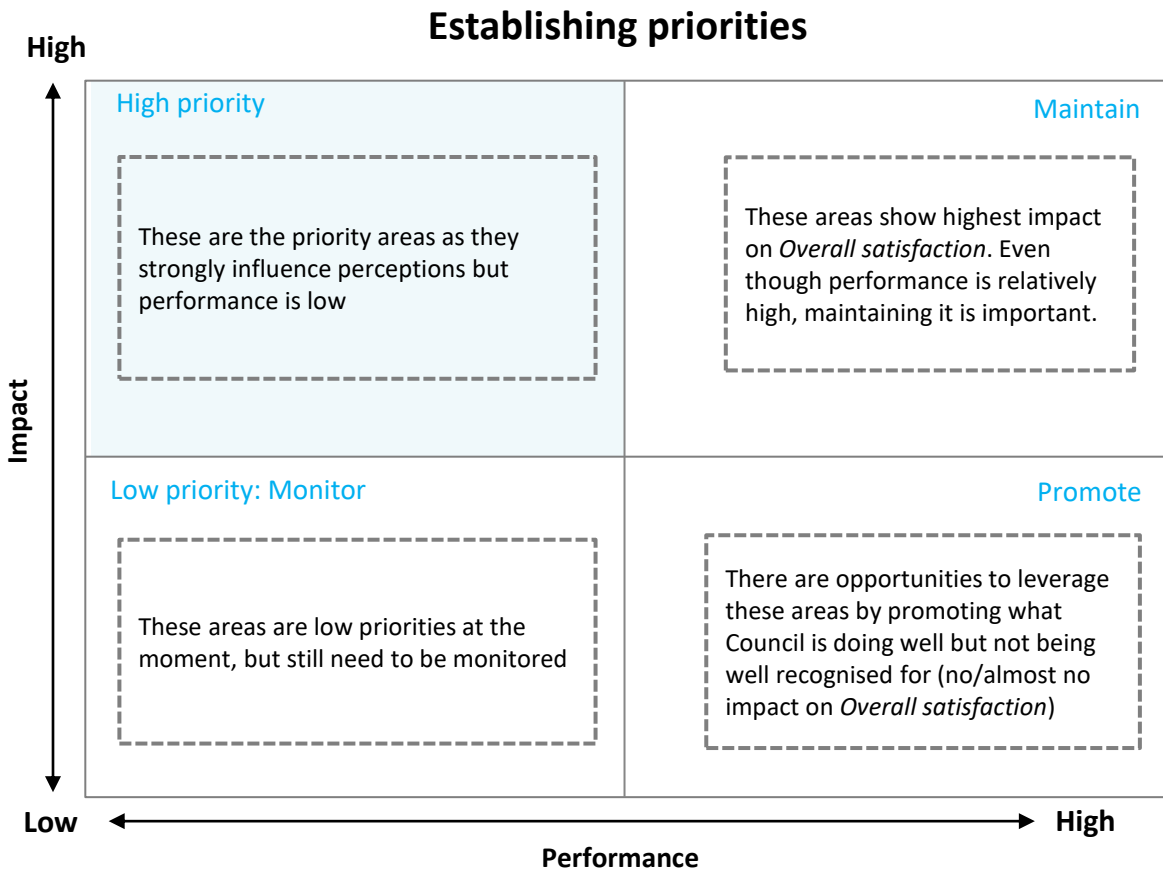 Establishing priorities
High
High priority
These are the priority areas as they
strongly influence perceptions but
performance is low
Maintain
These areas show highest impact
on Overall satisfaction. Even
though performance is relatively
high, maintaining it is important.
Impact
Low priority: Monitor
These areas are low priorities at the
moment, but still need to be monitored
Promote
There are opportunities to leverage
these areas by promoting what
Council is doing well but not being
well recognised for (no/almost no
impact on Overall satisfaction)
Low
High
Performance